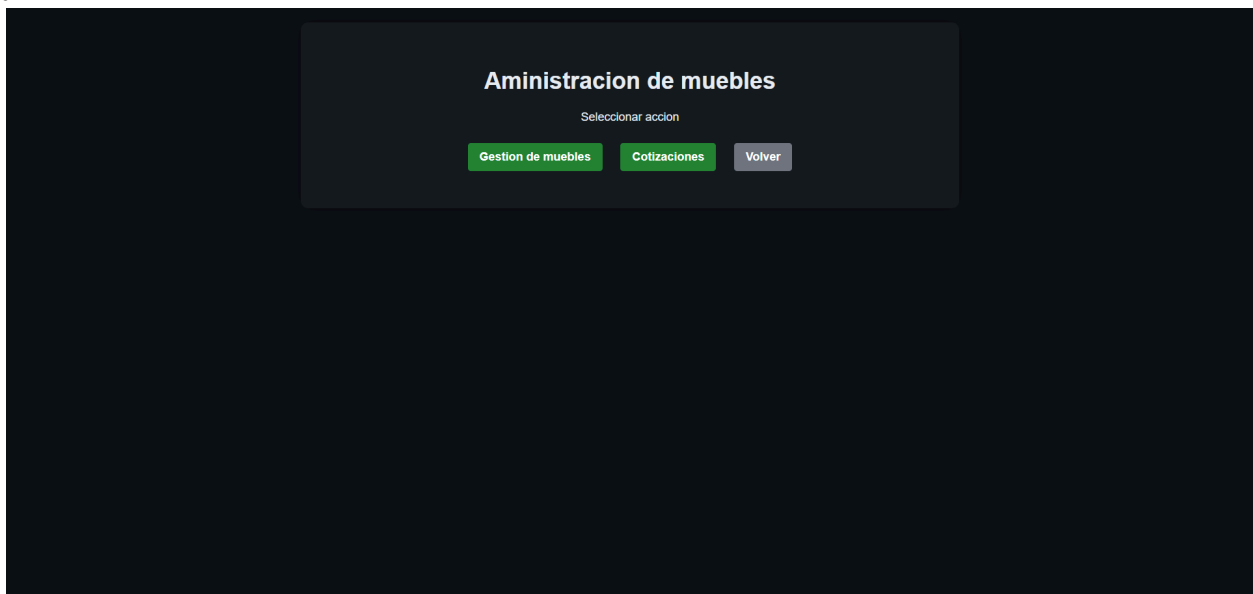 Aministracion de muebles
Seleccionar accion
Gestion de muebles Cotizaciones Volver